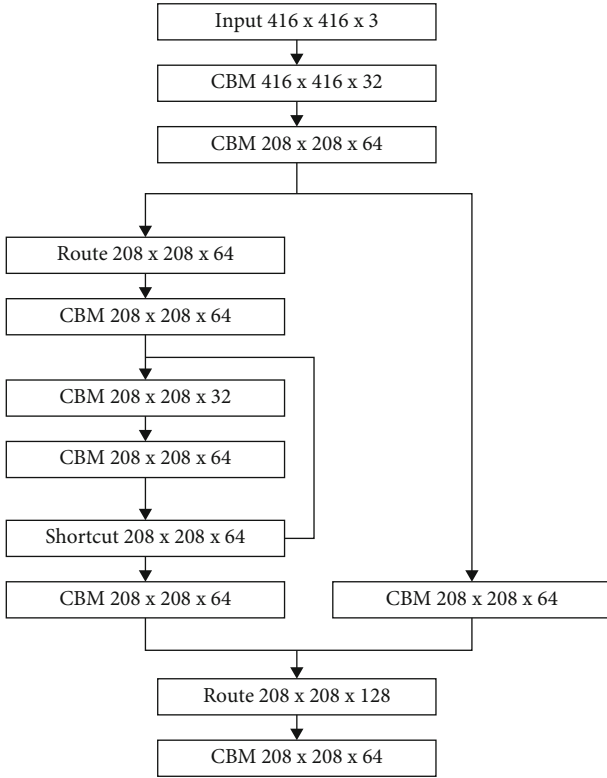 Input 416 x 416 x 3
CBM 416 x 416 x 32
CBM 208 x 208 x 64
Route 208 x 208 x 64
CBM 208 x 208 x 64
CBM 208 x 208 x 32
CBM 208 x 208 x 64
Shortcut 208 x 208 x 64
CBM 208 x 208 x 64
CBM 208 x 208 x 64
Route 208 x 208 x 128
CBM 208 x 208 x 64